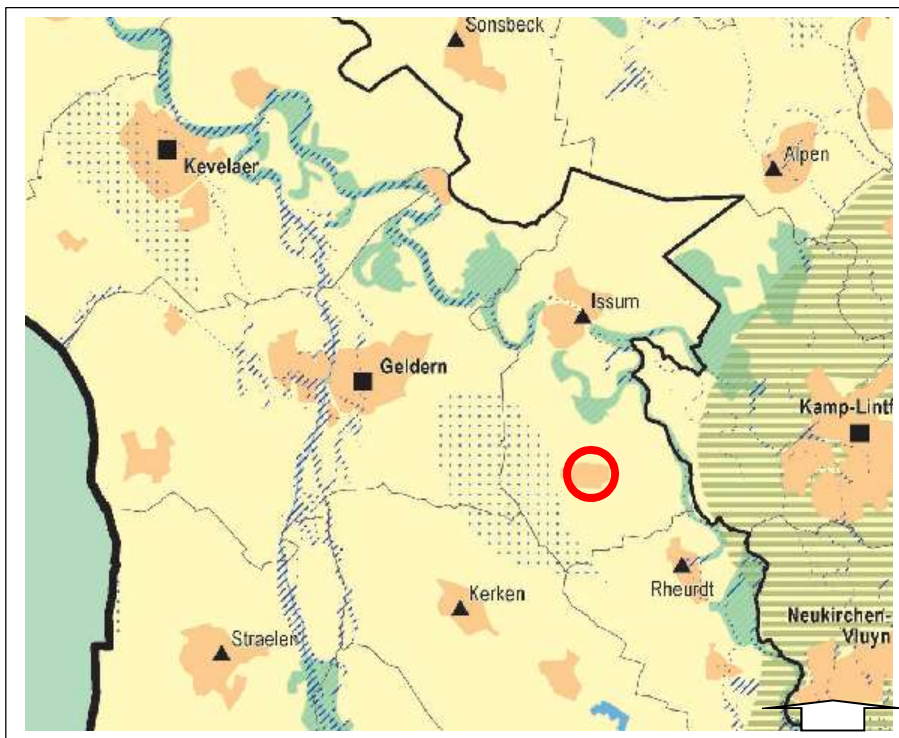 Sonsbeck
Kevelaer
Alpen
Issum
Geldern
Kamp-Lintf
Kerken
Rheurdt
Straelen
Neukirchen-
Vluyn